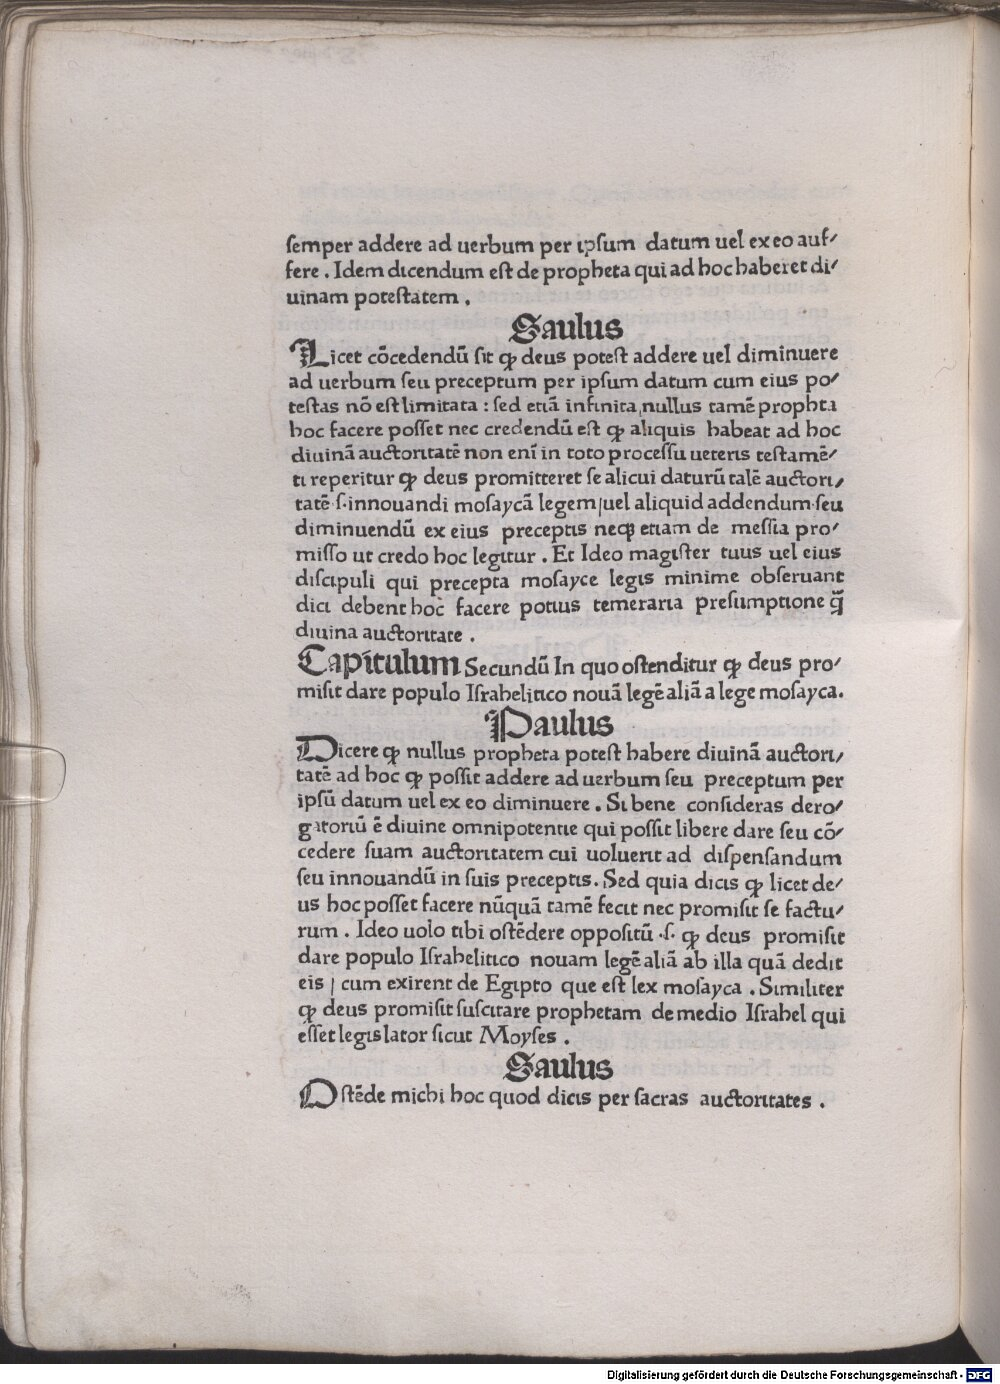 semper addere ad uerbum per ipsum datum uel ex eo auf⸗
fere . Idem dicendum est de propheta qui ad hoc haberet di⸗
uinam potestatem .
Saulus
Licet cōcedendū sit ꝙ deus potest addere uel diminuere
ad uerbum seu preceptum per ipsum datum cum eius po⸗
testas nō est limitata : sed etiā infinita nullus tamē propheta
hoc facere posset nec credendū est ꝙ aliquis habeat ad hoc
diuinā auctoritatē non enī in toto processu ueteris testamē⸗
ti reperitur ꝙ deus promitteret se alicui daturū talē auctori⸗
tatē ·s· innouandi mosaycā legem | uel aliquid addendum seu
diminuendū ex eius preceptis neqꝫ etiam de messia pro⸗
misso ut credo hoc legitur . Et Ideo magister tuus uel eius
discipuli qui precepta mosayce legis minime obseruant
dici debent hoc facere potius temeraria presumptione q̄̃
diuina auctoritate .
Capitulum Secundū In quo ostenditur ꝙ deus pro⸗
misit dare populo Israhelitico nouā legē aliā a lege mosayca.
Paulus
Dicere ꝙ nullus propheta potest habere diuinā auctori⸗
tatē ad hoc ꝙ possit addere ad uerbum seu preceptum per
ipsū datum uel ex eo diminuere . Si bene consideras dero⸗
gatoriū ē diuine omnipotentie qui possit libere dare seu cō⸗
cedere suam auctoritatem cui uoluerit ad dispensandum
seu innouandū in suis preceptis. Sed quia dicis ꝙ licet de⸗
us hoc posset facere nūquā tamē fecit nec promisit se factu⸗
rum . Ideo uolo tibi ostēdere oppositū ·s· ꝙ deus promisit
dare populo Israhelitico nouam legē aliā ab illa quā dedit
eis | cum exirent de Egipto que est lex mosayca . Similiter
ꝙ deus promisit suscitare prophetam de medio Israhel qui
esset legislator sicut Moyses .
Saulus
Ostēde michi hoc quod dicis per sacras auctoritates .
Digitalisierung gefördert durch die Deutsche Forschungsgemeinschaft - DFG